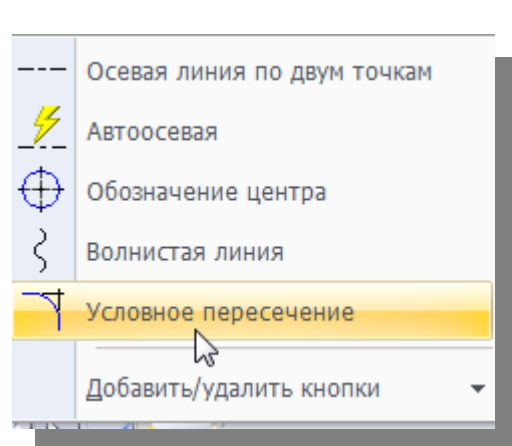 Осевая линия по двум точкам
Автоосевая
Обозначение центра
Волнистая линия
Условное пересечение
Добавить/удалить кнопки